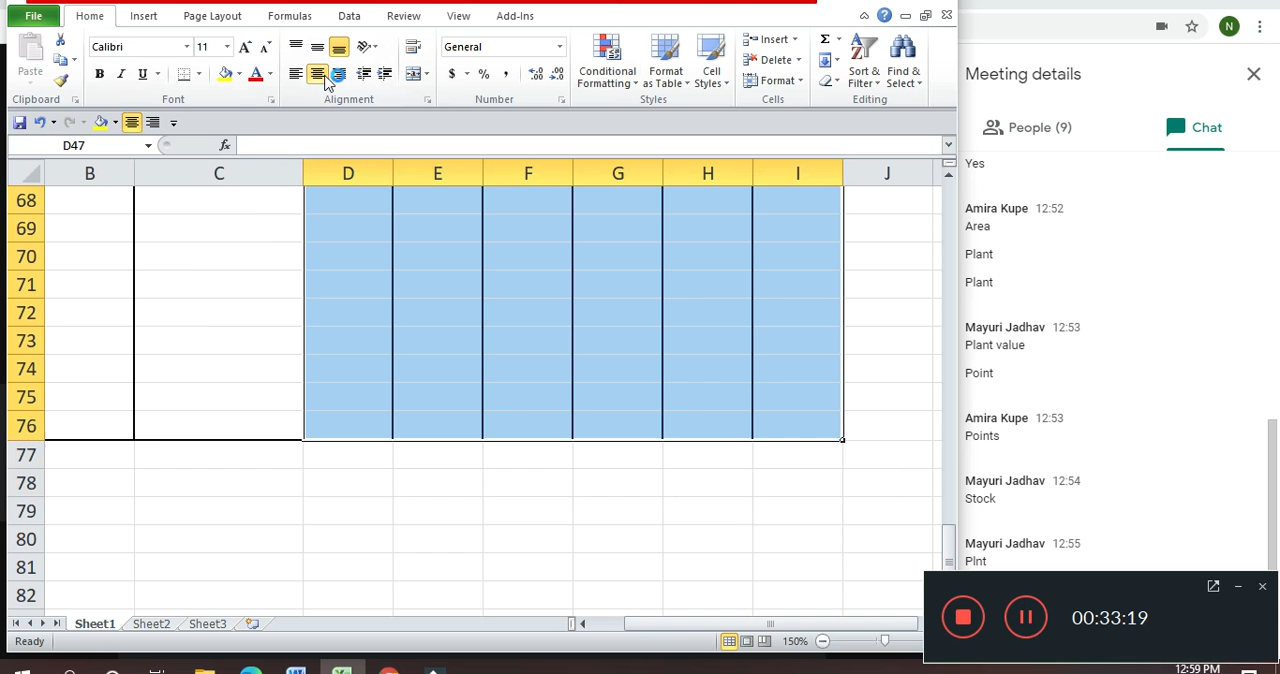 File Home Insert Page Layout Formulas Data Review View Add-Ins
Paste
Clipboard
Calibri 11
B I U A
Font
Alignment
General
$ % ,
Number
Conditional Formatting
Format as Table
Cell Styles
Styles
Insert
Delete
Format
Cells
Σ
Sort & Filter
Find & Select
Editing
D47 fx
B C D E F G H I J
68
69
70
71
72
73
74
75
76
77
78
79
80
81
82
Sheet1 Sheet2 Sheet3
Ready 150%
N
Meeting details
People (9) Chat
Yes
Amira Kupe 12:52
Area
Plant
Plant
Mayuri Jadhav 12:53
Plant value
Point
Amira Kupe 12:53
Points
Mayuri Jadhav 12:54
Stock
Mayuri Jadhav 12:55
Plnt
00:33:19
12:59 PM